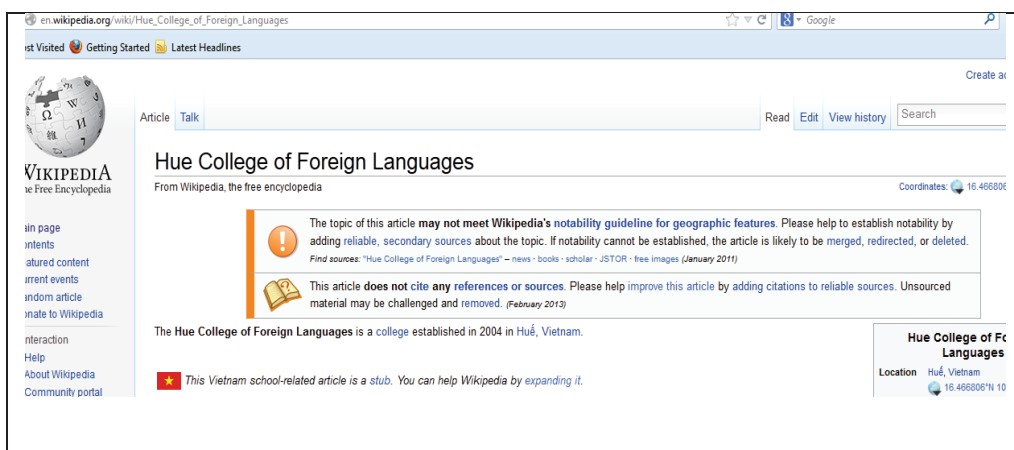 en.wikipedia.org/wiki/Hue_College_of_Foreign_Languages
Google
st Visited Getting Started Latest Headlines
Create ac
Article Talk
Read Edit View history
Search
WIKIPEDIA
he Free Encyclopedia
Hue College of Foreign Languages
From Wikipedia, the free encyclopedia
Coordinates: 16.466806
ain page
ontents
atured content
urrent events
andom article
onate to Wikipedia
nteraction
Help
About Wikipedia
Community portal
The topic of this article may not meet Wikipedia's notability guideline for geographic features. Please help to establish notability by
adding reliable, secondary sources about the topic. If notability cannot be established, the article is likely to be merged, redirected, or deleted.
Find sources: "Hue College of Foreign Languages" – news · books · scholar · JSTOR · free images (January 2011)
This article does not cite any references or sources. Please help improve this article by adding citations to reliable sources. Unsourced
material may be challenged and removed. (February 2013)
The Hue College of Foreign Languages is a college established in 2004 in Huế, Vietnam.
This Vietnam school-related article is a stub. You can help Wikipedia by expanding it.
Hue College of Fo
Languages
Location Huế, Vietnam
16.466806°N 10